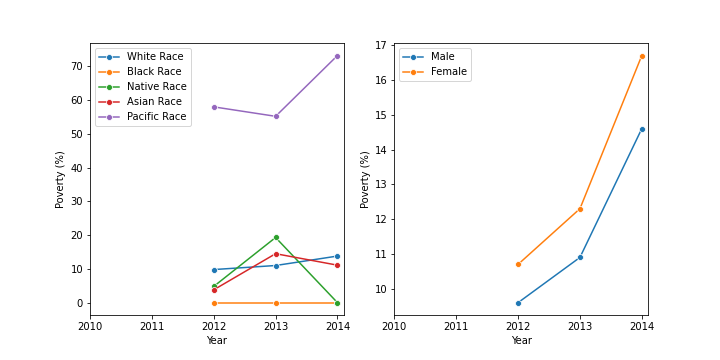 White Race
Black Race
Native Race
Asian Race
Pacific Race
70
60
50
40
30
20
10
0
Poverty (%)
2010 2011 2012 2013 2014
Year
Male
Female
17
16
15
14
13
12
11
10
Poverty (%)
2010 2011 2012 2013 2014
Year